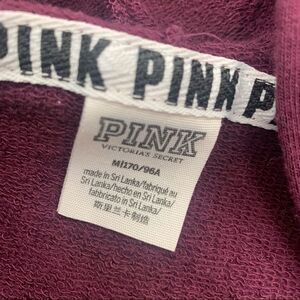 PINK PINK P
PINK
VICTORIA'S SECRET
M/170/96A
made in Sri Lanka/fabriqué au
Sri Lanka/hecho en Sri Lanka/
fabbricato in Sri Lanka/
斯里兰卡制造